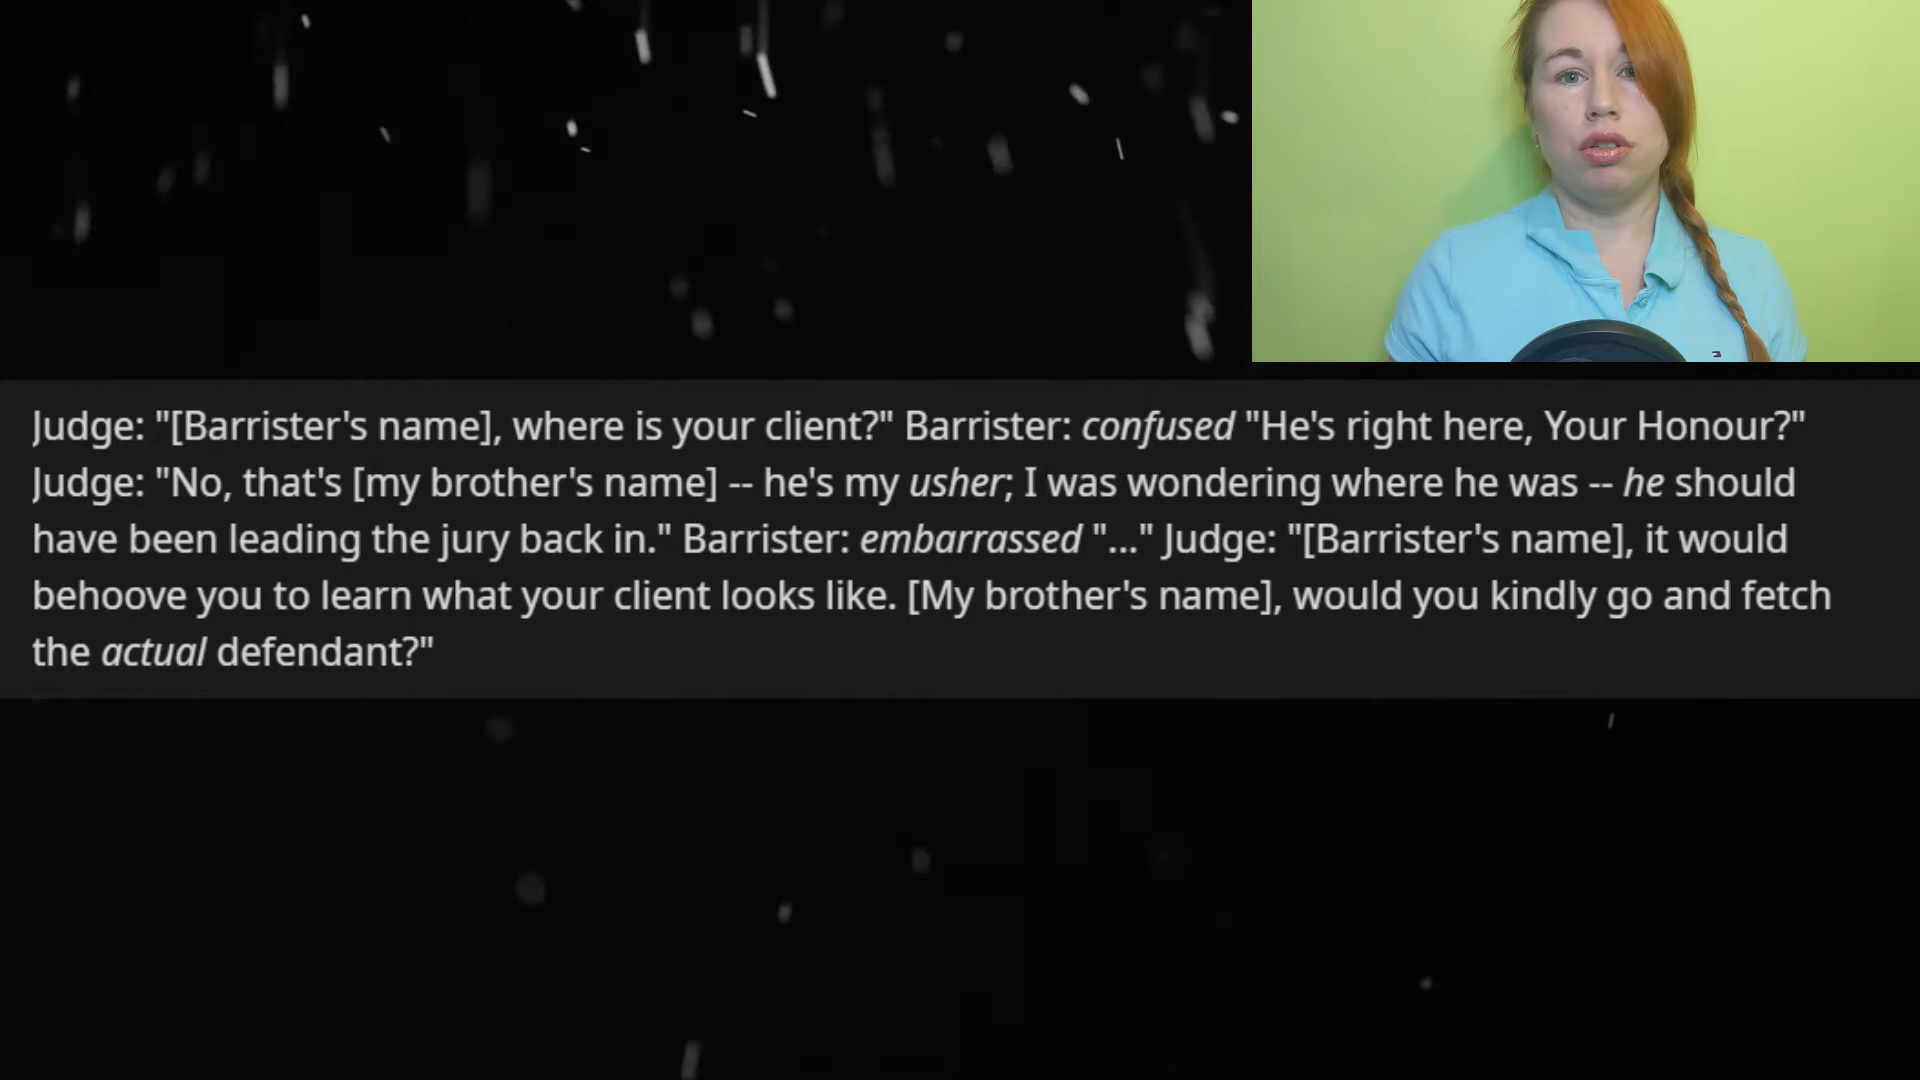 Judge: "[Barrister's name], where is your client?" Barrister: confused "He's right here, Your Honour?"
Judge: "No, that's [my brother's name] -- he's my usher; I was wondering where he was -- he should
have been leading the jury back in." Barrister: embarrassed "..." Judge: "[Barrister's name], it would
behoove you to learn what your client looks like. [My brother's name], would you kindly go and fetch
the actual defendant?"